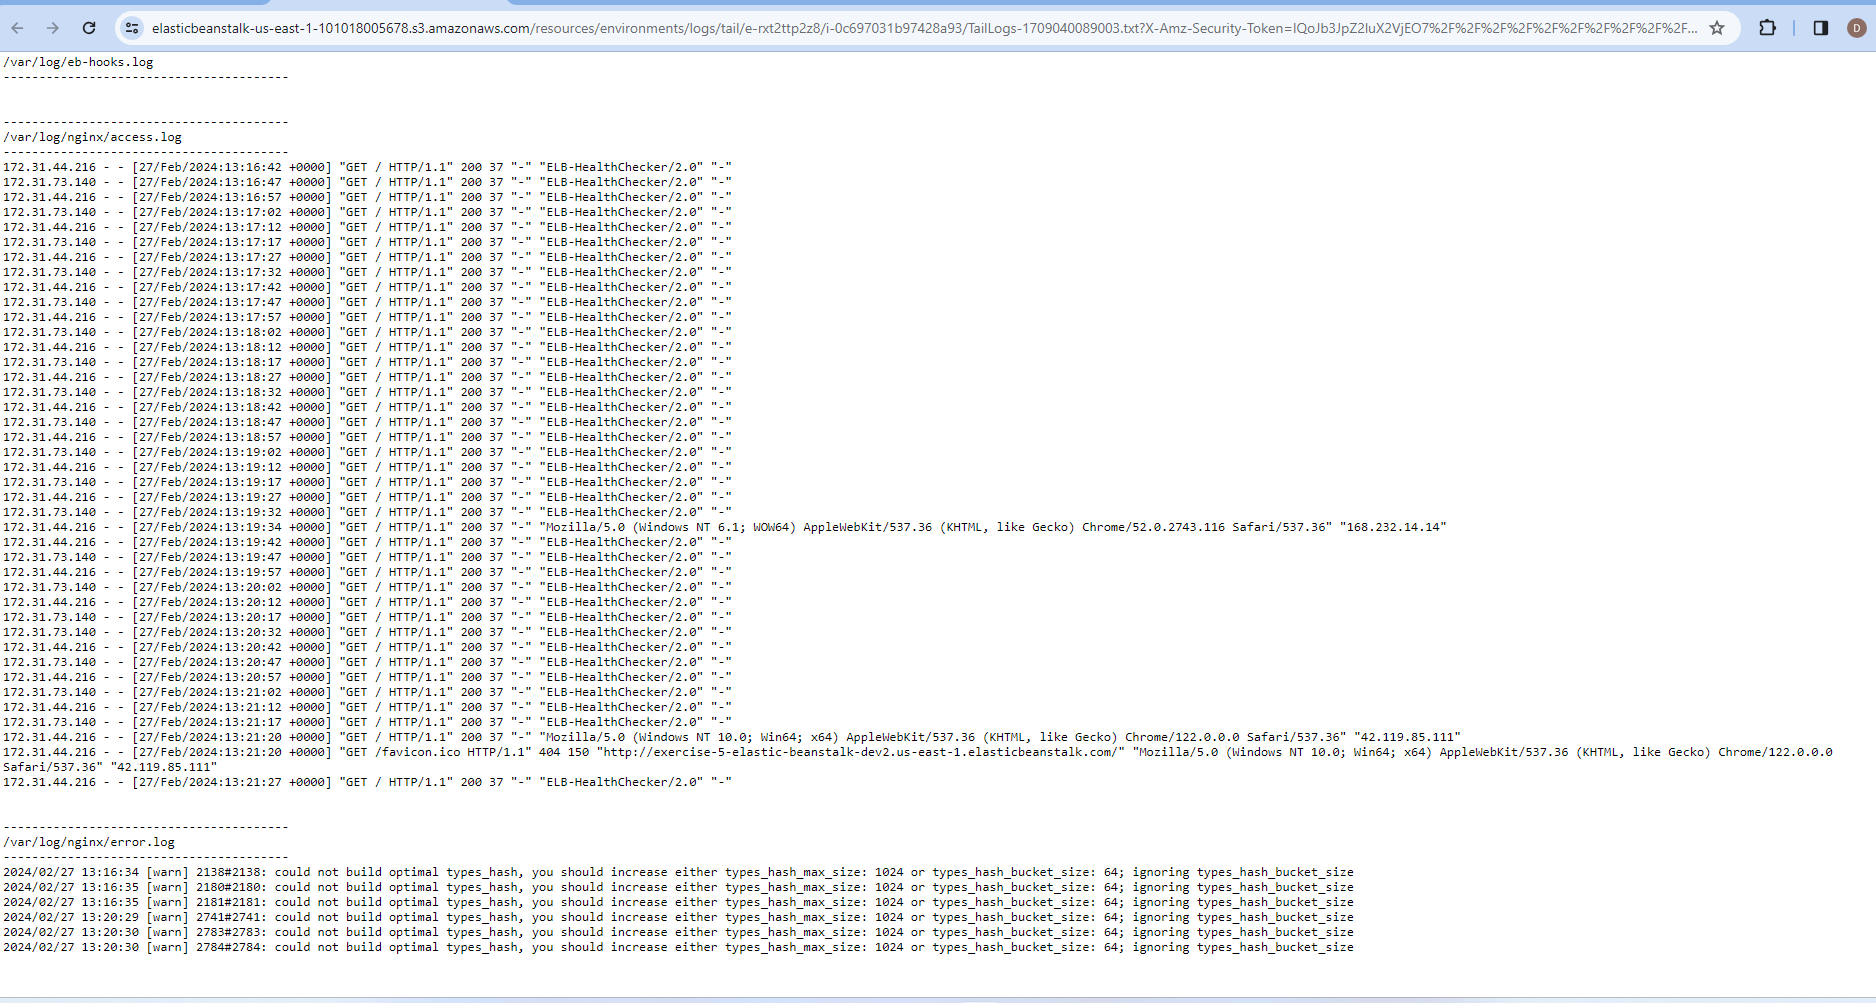 elasticbeanstalk-us-east-1-101018005678.s3.amazonaws.com/resources/environments/logs/tail/e-rxt2ttp2z8/i-0c697031b97428a93/TailLogs-1709040089003.txt?X-Amz-Security-Token=IQoJb3JpZ2luX2VjEO7%2F%2F%2F%2F%2F%2F%2F%2F%2F%2F...
D
/var/log/eb-hooks.log
----------------------------------------
----------------------------------------
/var/log/nginx/access.log
----------------------------------------
172.31.44.216 - - [27/Feb/2024:13:16:42 +0000] "GET / HTTP/1.1" 200 37 "-" "ELB-HealthChecker/2.0" "-"
172.31.73.140 - - [27/Feb/2024:13:16:47 +0000] "GET / HTTP/1.1" 200 37 "-" "ELB-HealthChecker/2.0" "-"
172.31.44.216 - - [27/Feb/2024:13:16:57 +0000] "GET / HTTP/1.1" 200 37 "-" "ELB-HealthChecker/2.0" "-"
172.31.73.140 - - [27/Feb/2024:13:17:02 +0000] "GET / HTTP/1.1" 200 37 "-" "ELB-HealthChecker/2.0" "-"
172.31.44.216 - - [27/Feb/2024:13:17:12 +0000] "GET / HTTP/1.1" 200 37 "-" "ELB-HealthChecker/2.0" "-"
172.31.73.140 - - [27/Feb/2024:13:17:17 +0000] "GET / HTTP/1.1" 200 37 "-" "ELB-HealthChecker/2.0" "-"
172.31.44.216 - - [27/Feb/2024:13:17:27 +0000] "GET / HTTP/1.1" 200 37 "-" "ELB-HealthChecker/2.0" "-"
172.31.73.140 - - [27/Feb/2024:13:17:32 +0000] "GET / HTTP/1.1" 200 37 "-" "ELB-HealthChecker/2.0" "-"
172.31.44.216 - - [27/Feb/2024:13:17:42 +0000] "GET / HTTP/1.1" 200 37 "-" "ELB-HealthChecker/2.0" "-"
172.31.73.140 - - [27/Feb/2024:13:17:47 +0000] "GET / HTTP/1.1" 200 37 "-" "ELB-HealthChecker/2.0" "-"
172.31.44.216 - - [27/Feb/2024:13:17:57 +0000] "GET / HTTP/1.1" 200 37 "-" "ELB-HealthChecker/2.0" "-"
172.31.73.140 - - [27/Feb/2024:13:18:02 +0000] "GET / HTTP/1.1" 200 37 "-" "ELB-HealthChecker/2.0" "-"
172.31.44.216 - - [27/Feb/2024:13:18:12 +0000] "GET / HTTP/1.1" 200 37 "-" "ELB-HealthChecker/2.0" "-"
172.31.73.140 - - [27/Feb/2024:13:18:17 +0000] "GET / HTTP/1.1" 200 37 "-" "ELB-HealthChecker/2.0" "-"
172.31.44.216 - - [27/Feb/2024:13:18:27 +0000] "GET / HTTP/1.1" 200 37 "-" "ELB-HealthChecker/2.0" "-"
172.31.73.140 - - [27/Feb/2024:13:18:32 +0000] "GET / HTTP/1.1" 200 37 "-" "ELB-HealthChecker/2.0" "-"
172.31.44.216 - - [27/Feb/2024:13:18:42 +0000] "GET / HTTP/1.1" 200 37 "-" "ELB-HealthChecker/2.0" "-"
172.31.73.140 - - [27/Feb/2024:13:18:47 +0000] "GET / HTTP/1.1" 200 37 "-" "ELB-HealthChecker/2.0" "-"
172.31.44.216 - - [27/Feb/2024:13:18:57 +0000] "GET / HTTP/1.1" 200 37 "-" "ELB-HealthChecker/2.0" "-"
172.31.73.140 - - [27/Feb/2024:13:19:02 +0000] "GET / HTTP/1.1" 200 37 "-" "ELB-HealthChecker/2.0" "-"
172.31.44.216 - - [27/Feb/2024:13:19:12 +0000] "GET / HTTP/1.1" 200 37 "-" "ELB-HealthChecker/2.0" "-"
172.31.73.140 - - [27/Feb/2024:13:19:17 +0000] "GET / HTTP/1.1" 200 37 "-" "ELB-HealthChecker/2.0" "-"
172.31.44.216 - - [27/Feb/2024:13:19:27 +0000] "GET / HTTP/1.1" 200 37 "-" "ELB-HealthChecker/2.0" "-"
172.31.73.140 - - [27/Feb/2024:13:19:32 +0000] "GET / HTTP/1.1" 200 37 "-" "ELB-HealthChecker/2.0" "-"
172.31.44.216 - - [27/Feb/2024:13:19:34 +0000] "GET / HTTP/1.1" 200 37 "-" "Mozilla/5.0 (Windows NT 6.1; WOW64) AppleWebKit/537.36 (KHTML, like Gecko) Chrome/52.0.2743.116 Safari/537.36" "168.232.14.14"
172.31.44.216 - - [27/Feb/2024:13:19:42 +0000] "GET / HTTP/1.1" 200 37 "-" "ELB-HealthChecker/2.0" "-"
172.31.73.140 - - [27/Feb/2024:13:19:47 +0000] "GET / HTTP/1.1" 200 37 "-" "ELB-HealthChecker/2.0" "-"
172.31.44.216 - - [27/Feb/2024:13:19:57 +0000] "GET / HTTP/1.1" 200 37 "-" "ELB-HealthChecker/2.0" "-"
172.31.73.140 - - [27/Feb/2024:13:20:02 +0000] "GET / HTTP/1.1" 200 37 "-" "ELB-HealthChecker/2.0" "-"
172.31.44.216 - - [27/Feb/2024:13:20:12 +0000] "GET / HTTP/1.1" 200 37 "-" "ELB-HealthChecker/2.0" "-"
172.31.73.140 - - [27/Feb/2024:13:20:17 +0000] "GET / HTTP/1.1" 200 37 "-" "ELB-HealthChecker/2.0" "-"
172.31.73.140 - - [27/Feb/2024:13:20:32 +0000] "GET / HTTP/1.1" 200 37 "-" "ELB-HealthChecker/2.0" "-"
172.31.44.216 - - [27/Feb/2024:13:20:42 +0000] "GET / HTTP/1.1" 200 37 "-" "ELB-HealthChecker/2.0" "-"
172.31.73.140 - - [27/Feb/2024:13:20:47 +0000] "GET / HTTP/1.1" 200 37 "-" "ELB-HealthChecker/2.0" "-"
172.31.44.216 - - [27/Feb/2024:13:20:57 +0000] "GET / HTTP/1.1" 200 37 "-" "ELB-HealthChecker/2.0" "-"
172.31.73.140 - - [27/Feb/2024:13:21:02 +0000] "GET / HTTP/1.1" 200 37 "-" "ELB-HealthChecker/2.0" "-"
172.31.44.216 - - [27/Feb/2024:13:21:12 +0000] "GET / HTTP/1.1" 200 37 "-" "ELB-HealthChecker/2.0" "-"
172.31.73.140 - - [27/Feb/2024:13:21:17 +0000] "GET / HTTP/1.1" 200 37 "-" "ELB-HealthChecker/2.0" "-"
172.31.44.216 - - [27/Feb/2024:13:21:20 +0000] "GET / HTTP/1.1" 200 37 "-" "Mozilla/5.0 (Windows NT 10.0; Win64; x64) AppleWebKit/537.36 (KHTML, like Gecko) Chrome/122.0.0.0 Safari/537.36" "42.119.85.111"
172.31.44.216 - - [27/Feb/2024:13:21:20 +0000] "GET /favicon.ico HTTP/1.1" 404 150 "http://exercise-5-elastic-beanstalk-dev2.us-east-1.elasticbeanstalk.com/" "Mozilla/5.0 (Windows NT 10.0; Win64; x64) AppleWebKit/537.36 (KHTML, like Gecko) Chrome/122.0.0.0
Safari/537.36" "42.119.85.111"
172.31.44.216 - - [27/Feb/2024:13:21:27 +0000] "GET / HTTP/1.1" 200 37 "-" "ELB-HealthChecker/2.0" "-"
----------------------------------------
/var/log/nginx/error.log
----------------------------------------
2024/02/27 13:16:34 [warn] 2138#2138: could not build optimal types_hash, you should increase either types_hash_max_size: 1024 or types_hash_bucket_size: 64; ignoring types_hash_bucket_size
2024/02/27 13:16:35 [warn] 2180#2180: could not build optimal types_hash, you should increase either types_hash_max_size: 1024 or types_hash_bucket_size: 64; ignoring types_hash_bucket_size
2024/02/27 13:16:35 [warn] 2181#2181: could not build optimal types_hash, you should increase either types_hash_max_size: 1024 or types_hash_bucket_size: 64; ignoring types_hash_bucket_size
2024/02/27 13:20:29 [warn] 2741#2741: could not build optimal types_hash, you should increase either types_hash_max_size: 1024 or types_hash_bucket_size: 64; ignoring types_hash_bucket_size
2024/02/27 13:20:30 [warn] 2783#2783: could not build optimal types_hash, you should increase either types_hash_max_size: 1024 or types_hash_bucket_size: 64; ignoring types_hash_bucket_size
2024/02/27 13:20:30 [warn] 2784#2784: could not build optimal types_hash, you should increase either types_hash_max_size: 1024 or types_hash_bucket_size: 64; ignoring types_hash_bucket_size